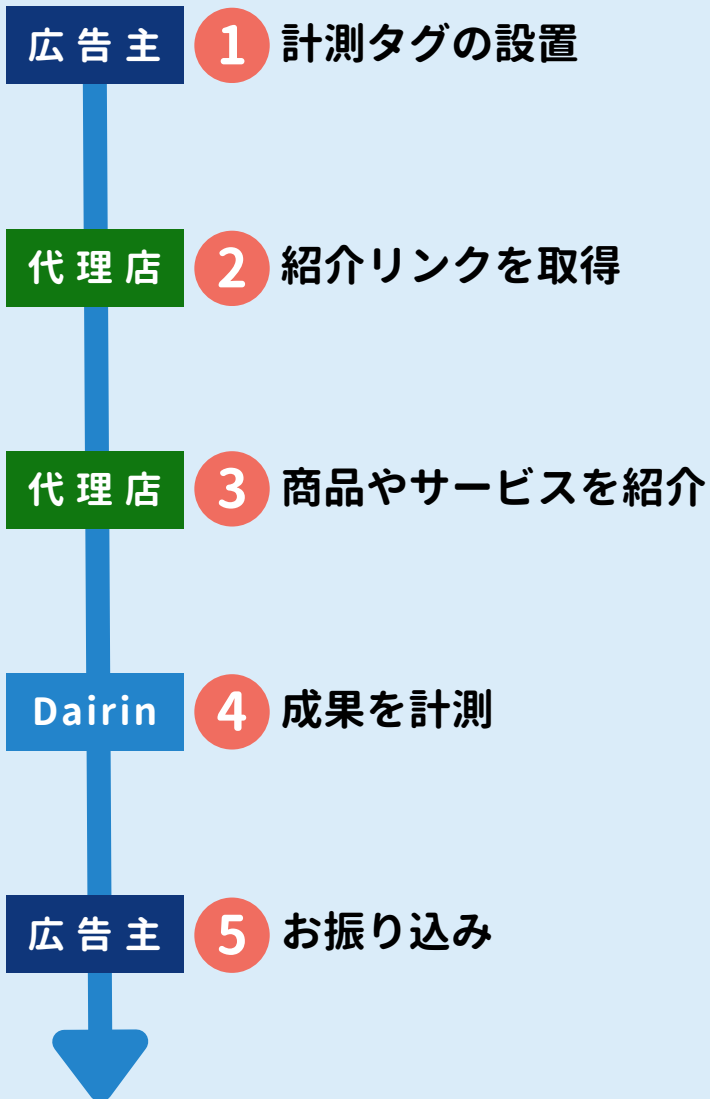 広告主 1 計測タグの設置
代理店 2 紹介リンクを取得
代理店 3 商品やサービスを紹介
Dairin 4 成果を計測
広告主 5 お振り込み